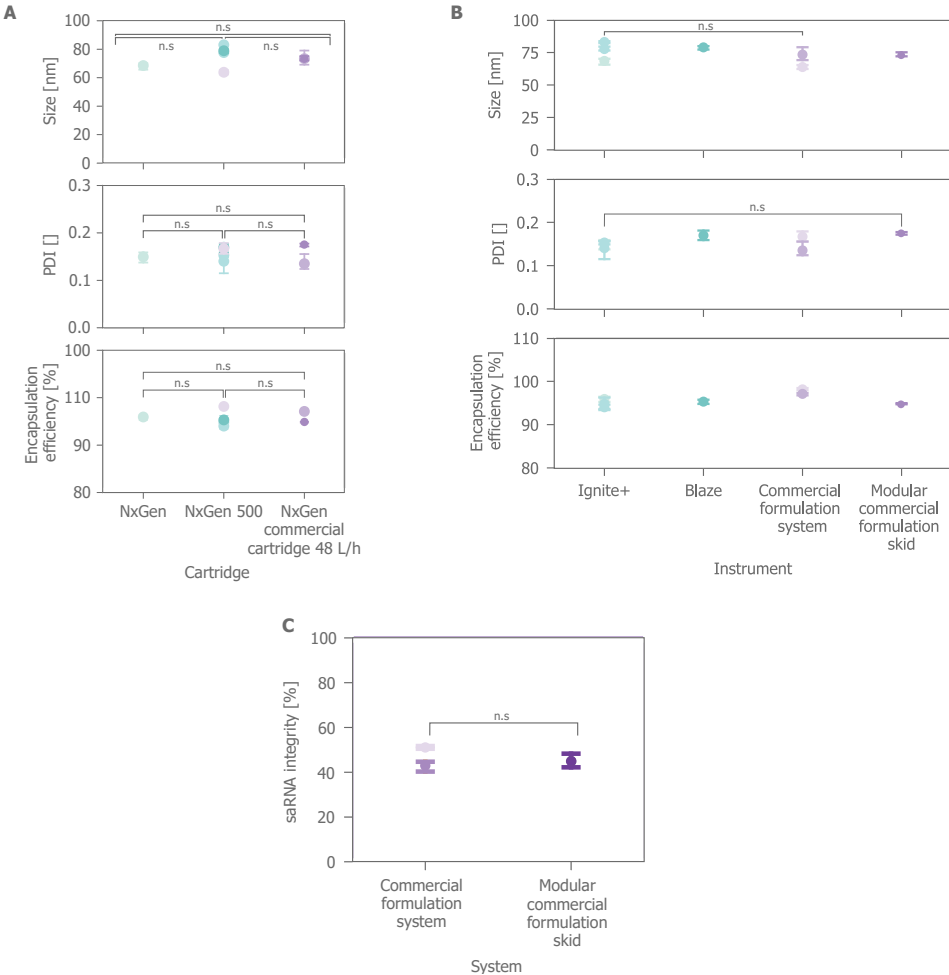 A
n.s
n.s
n.s
100
80
60
40
20
0
Size [nm]
n.s
n.s
n.s
0.3
0.2
0.1
0.0
PDI []
n.s
n.s
n.s
100
110
90
80
Encapsulation
efficiency [%]
NxGen
NxGen 500
NxGen
commercial
cartridge 48 L/h
Cartridge
B
n.s
100
75
50
25
0
Size [nm]
n.s
0.3
0.2
0.1
0.0
PDI []
110
100
90
80
Encapsulation
efficiency [%]
Ignite+
Blaze
Commercial
formulation
system
Modular
commercial
formulation
skid
Instrument
C
n.s
100
80
60
40
20
0
saRNA integrity [%]
Commercial
formulation
system
Modular
commercial
formulation
skid
System